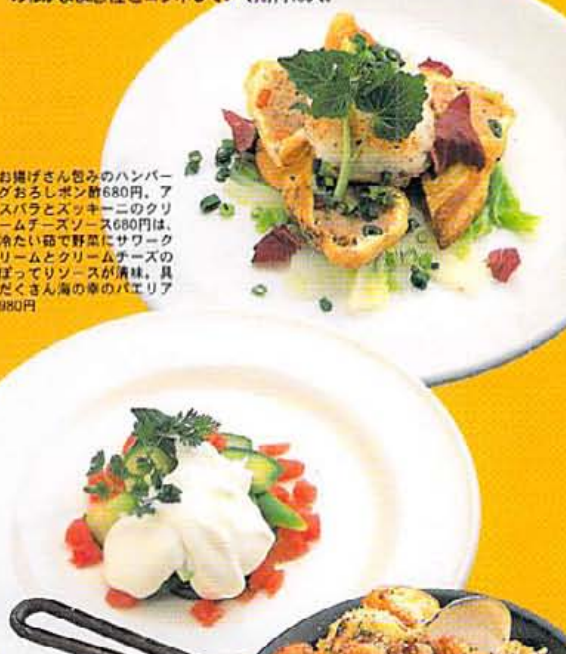 お揚げさん包みのハンバー
グおろしポン酢680円。ア
スパラとズッキーニのクリ
ームチーズソース680円は、
冷たい茹で野菜にサワーク
リームとクリームチーズの
ぽってりソースが美味。具
だくさん海の幸のパエリア
980円